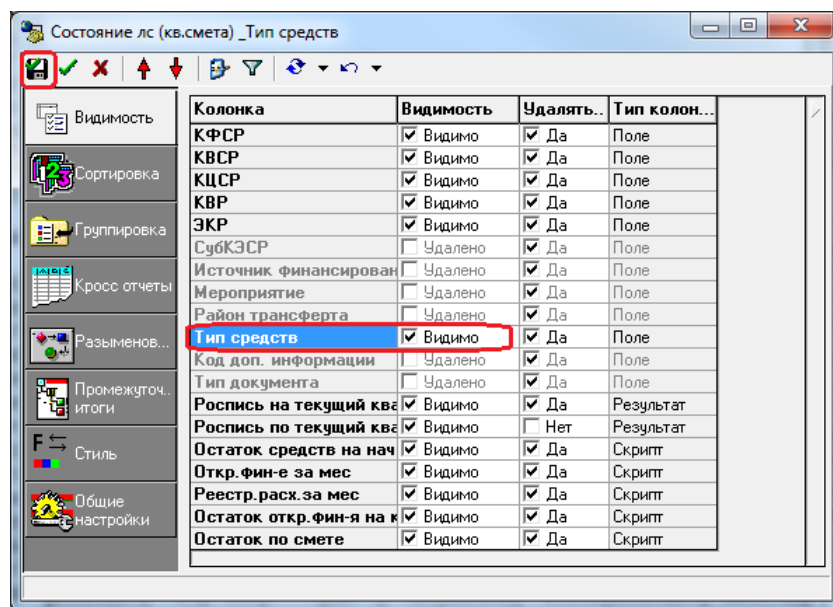 Состояние лс (кв.смета) _Тип средств
Видимость
Сортировка
Группировка
Кросс отчеты
Разыменов...
Промежуточ..
итоги
Стиль
Общие
настройки
Колонка Видимость Удалять.. Тип колон...
КФСР Видимо Да Поле
КВСР Видимо Да Поле
КЦСР Видимо Да Поле
КВР Видимо Да Поле
ЭКР Видимо Да Поле
СубКЭСР Удалено Да Поле
Источник финансирован Удалено Да Поле
Мероприятие Удалено Да Поле
Район трансферта Удалено Да Поле
Тип средств Видимо Да Поле
Код доп. информации Удалено Да Поле
Тип документа Удалено Да Поле
Роспись на текущий ква Видимо Да Результат
Роспись по текущий ква Видимо Нет Результат
Остаток средств на нач Видимо Да Скрипт
Откр.фин-е за мес Видимо Да Скрипт
Реестр.расх.за мес Видимо Да Скрипт
Остаток откр.фин-я на к Видимо Да Скрипт
Остаток по смете Видимо Да Скрипт